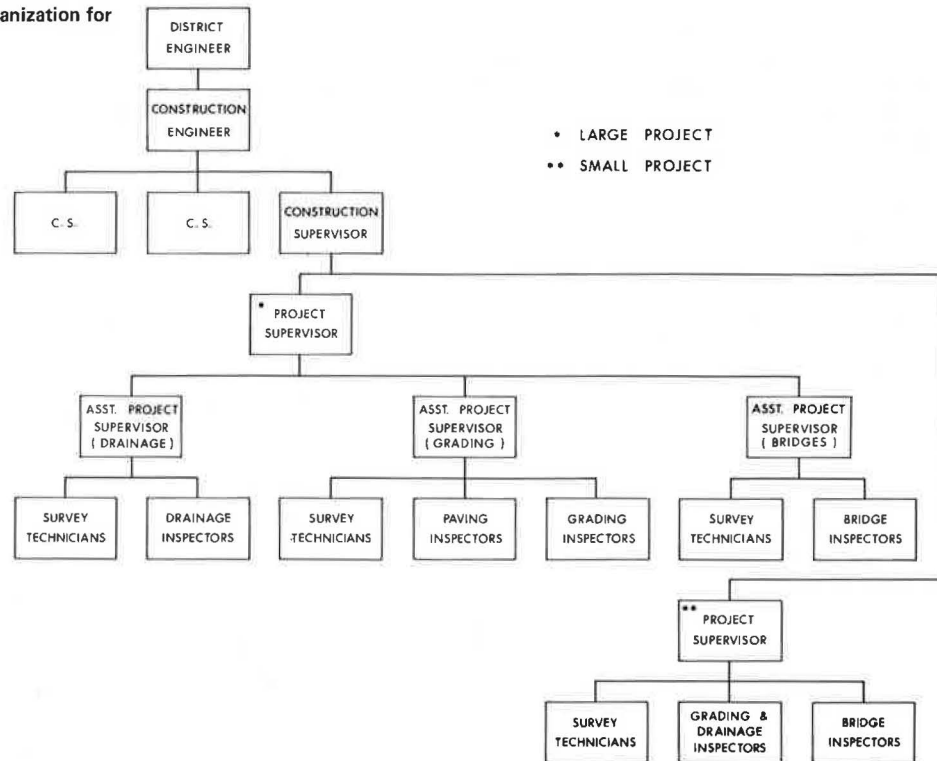 anization for
DISTRICT
ENGINEER
CONSTRUCTION
ENGINEER
* LARGE PROJECT
** SMALL PROJECT
C.S.
C.S.
CONSTRUCTION
SUPERVISOR
* PROJECT
SUPERVISOR
ASST. PROJECT
SUPERVISOR
( DRAINAGE )
ASST. PROJECT
SUPERVISOR
( GRADING )
ASST. PROJECT
SUPERVISOR
( BRIDGES )
SURVEY
TECHNICIANS
DRAINAGE
INSPECTORS
SURVEY
TECHNICIANS
PAVING
INSPECTORS
GRADING
INSPECTORS
SURVEY
TECHNICIANS
BRIDGE
INSPECTORS
** PROJECT
SUPERVISOR
SURVEY
TECHNICIANS
GRADING &
DRAINAGE
INSPECTORS
BRIDGE
INSPECTORS